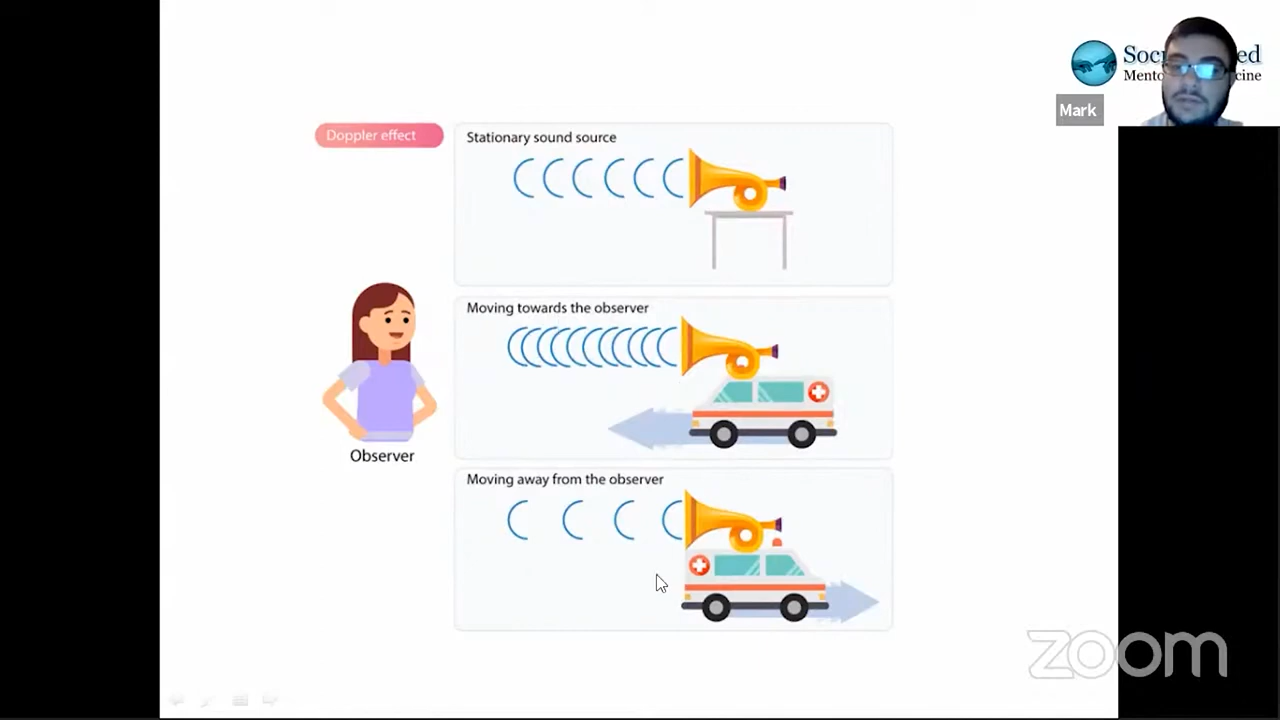 Mark
Doppler effect
Stationary sound source
Moving towards the observer
Observer
Moving away from the observer
zoom